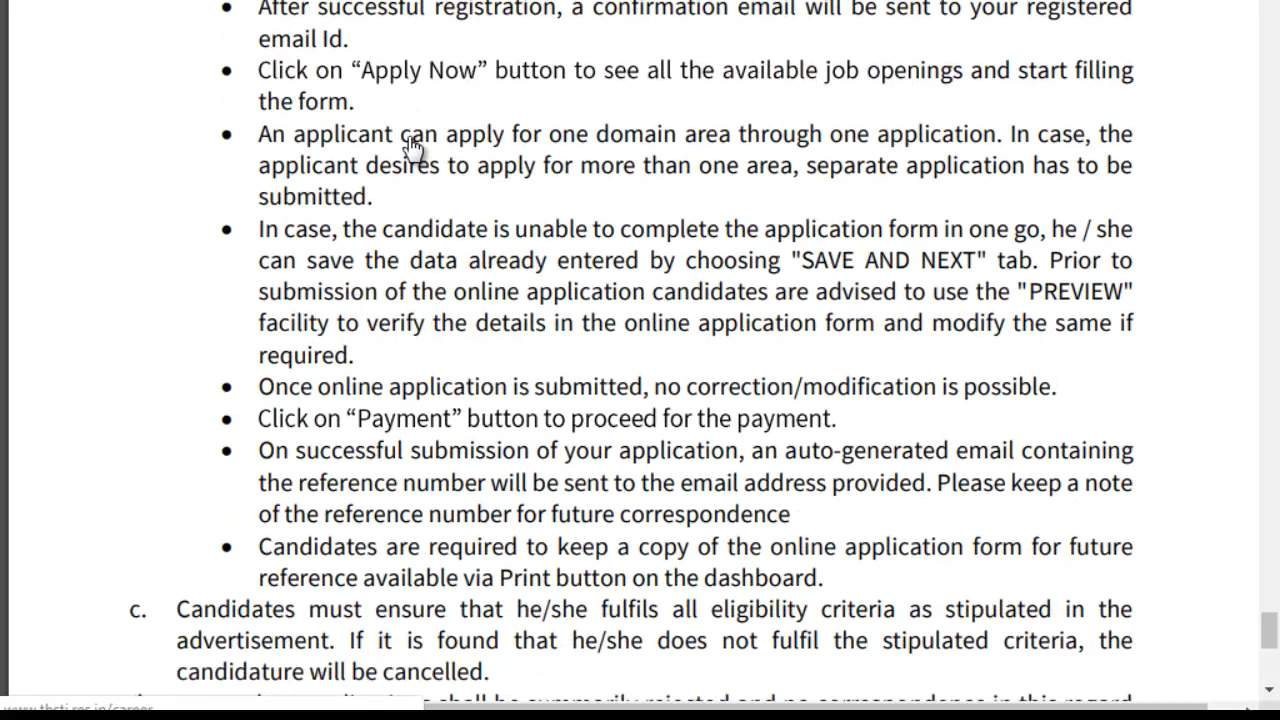 • After successful registration, a confirmation email will be sent to your registered
email Id.
• Click on “Apply Now” button to see all the available job openings and start filling
the form.
• An applicant can apply for one domain area through one application. In case, the
applicant desires to apply for more than one area, separate application has to be
submitted.
• In case, the candidate is unable to complete the application form in one go, he / she
can save the data already entered by choosing "SAVE AND NEXT" tab. Prior to
submission of the online application candidates are advised to use the "PREVIEW"
facility to verify the details in the online application form and modify the same if
required.
• Once online application is submitted, no correction/modification is possible.
• Click on “Payment” button to proceed for the payment.
• On successful submission of your application, an auto-generated email containing
the reference number will be sent to the email address provided. Please keep a note
of the reference number for future correspondence
• Candidates are required to keep a copy of the online application form for future
reference available via Print button on the dashboard.
c. Candidates must ensure that he/she fulfils all eligibility criteria as stipulated in the
advertisement. If it is found that he/she does not fulfil the stipulated criteria, the
candidature will be cancelled.
shall be summarily rejected and no correspondence in this regard